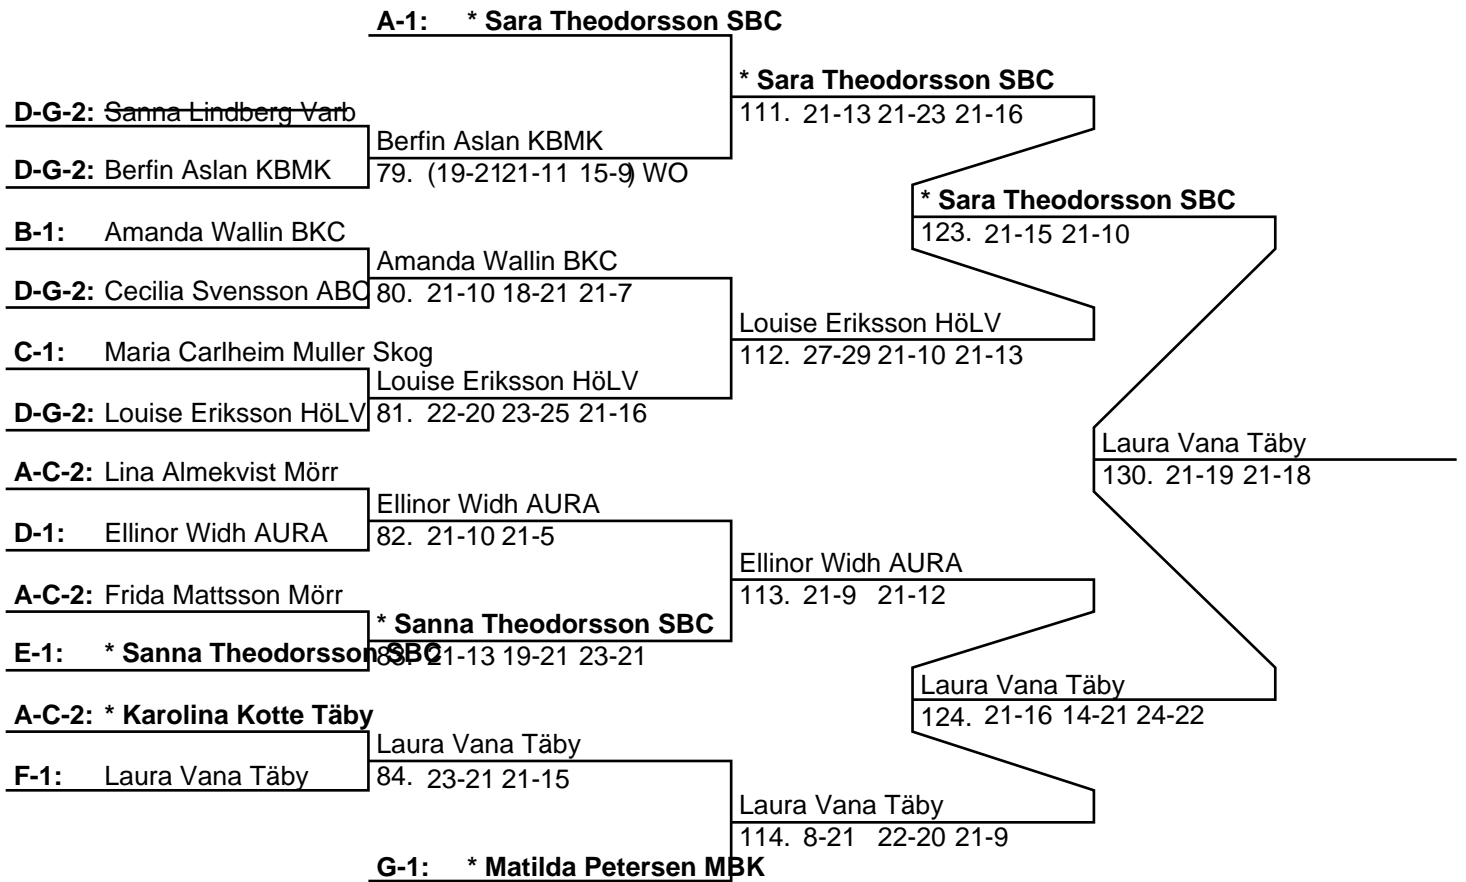 A-1: * Sara Theodorsson SBC
* Sara Theodorsson SBC
D-G-2: Sanna Lindberg Varb
111. 21-13 21-23 21-16
Berfin Aslan KBMK
D-G-2: Berfin Aslan KBMK
79. (19-2121-11 15-9) WO
* Sara Theodorsson SBC
B-1: Amanda Wallin BKC
123. 21-15 21-10
Amanda Wallin BKC
D-G-2: Cecilia Svensson ABC
80. 21-10 18-21 21-7
Louise Eriksson HöLV
C-1: Maria Carlheim Muller Skog
112. 27-29 21-10 21-13
Louise Eriksson HöLV
D-G-2: Louise Eriksson HöLV
81. 22-20 23-25 21-16
Laura Vana Täby
A-C-2: Lina Almekvist Mörr
130. 21-19 21-18
Ellinor Widh AURA
D-1: Ellinor Widh AURA
82. 21-10 21-5
Ellinor Widh AURA
A-C-2: Frida Mattsson Mörr
113. 21-9 21-12
* Sanna Theodorsson SBC
E-1: * Sanna Theodorsson SBC
83. 21-13 19-21 23-21
Laura Vana Täby
A-C-2: * Karolina Kotte Täby
124. 21-16 14-21 24-22
Laura Vana Täby
F-1: Laura Vana Täby
84. 23-21 21-15
Laura Vana Täby
114. 8-21 22-20 21-9
G-1: * Matilda Petersen MBK